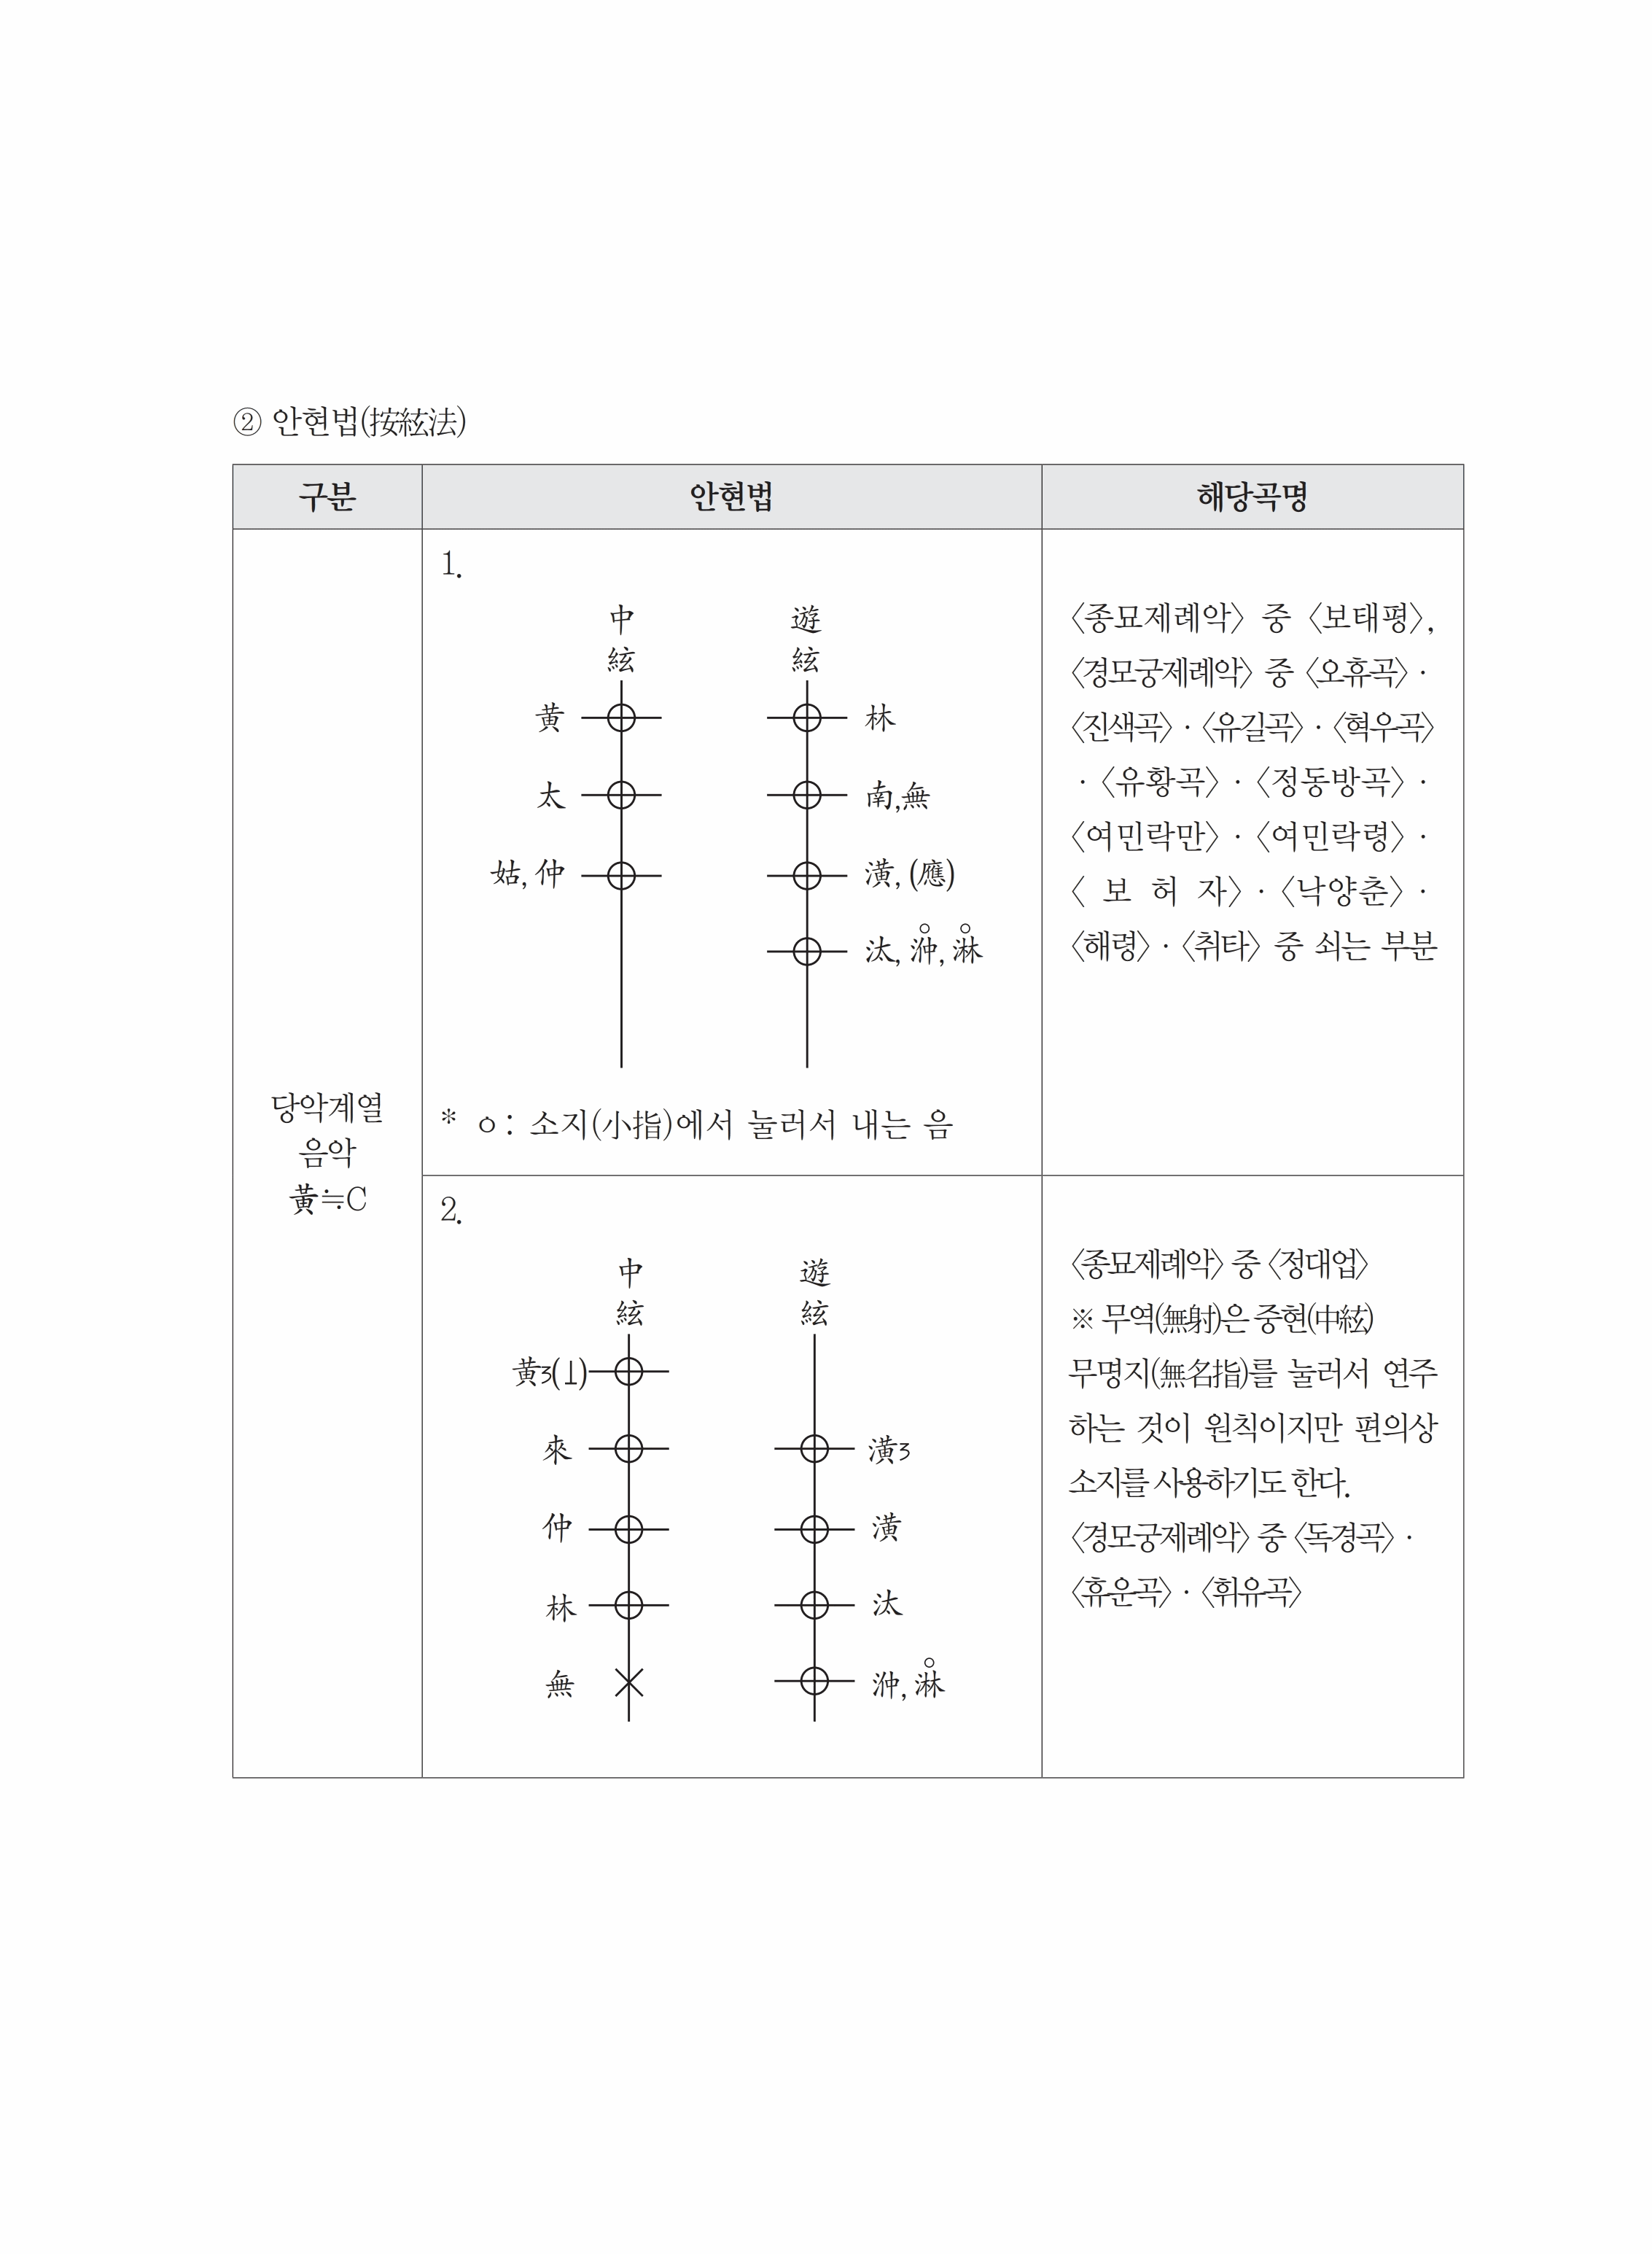 ② 안현법(按絃法)
구분 안현법 해당곡명
당악계열
음악
黃≒C
1.
中 遊
絃 絃
黃 林
太 南,無
姑, 仲 潢, (應)
汰, 㳞, 淋
* ㅇ: 소지(小指)에서 눌러서 내는 음
〈종묘제례악〉 중 〈보태평〉,
〈경모궁제례악〉 중 〈오휴곡〉·
〈진색곡〉·〈유길곡〉·〈혁우곡〉
·〈유황곡〉·〈정동방곡〉·
〈여민락만〉·〈여민락령〉·
〈 보 허 자〉·〈낙양춘〉·
〈해령〉·〈취타〉 중 쇠는 부분
2.
中 遊
絃 絃
黃3(⊥)
來 潢3
仲 潢
林 汰
無 㳞, 淋
〈종묘제례악〉 중 〈정대업〉
※ 무역(無射)은 중현(中絃)
무명지(無名指)를 눌러서 연주
하는 것이 원칙이지만 편의상
소지를 사용하기도 한다.
〈경모궁제례악〉 중 〈독경곡〉·
〈휴운곡〉·〈휘유곡〉